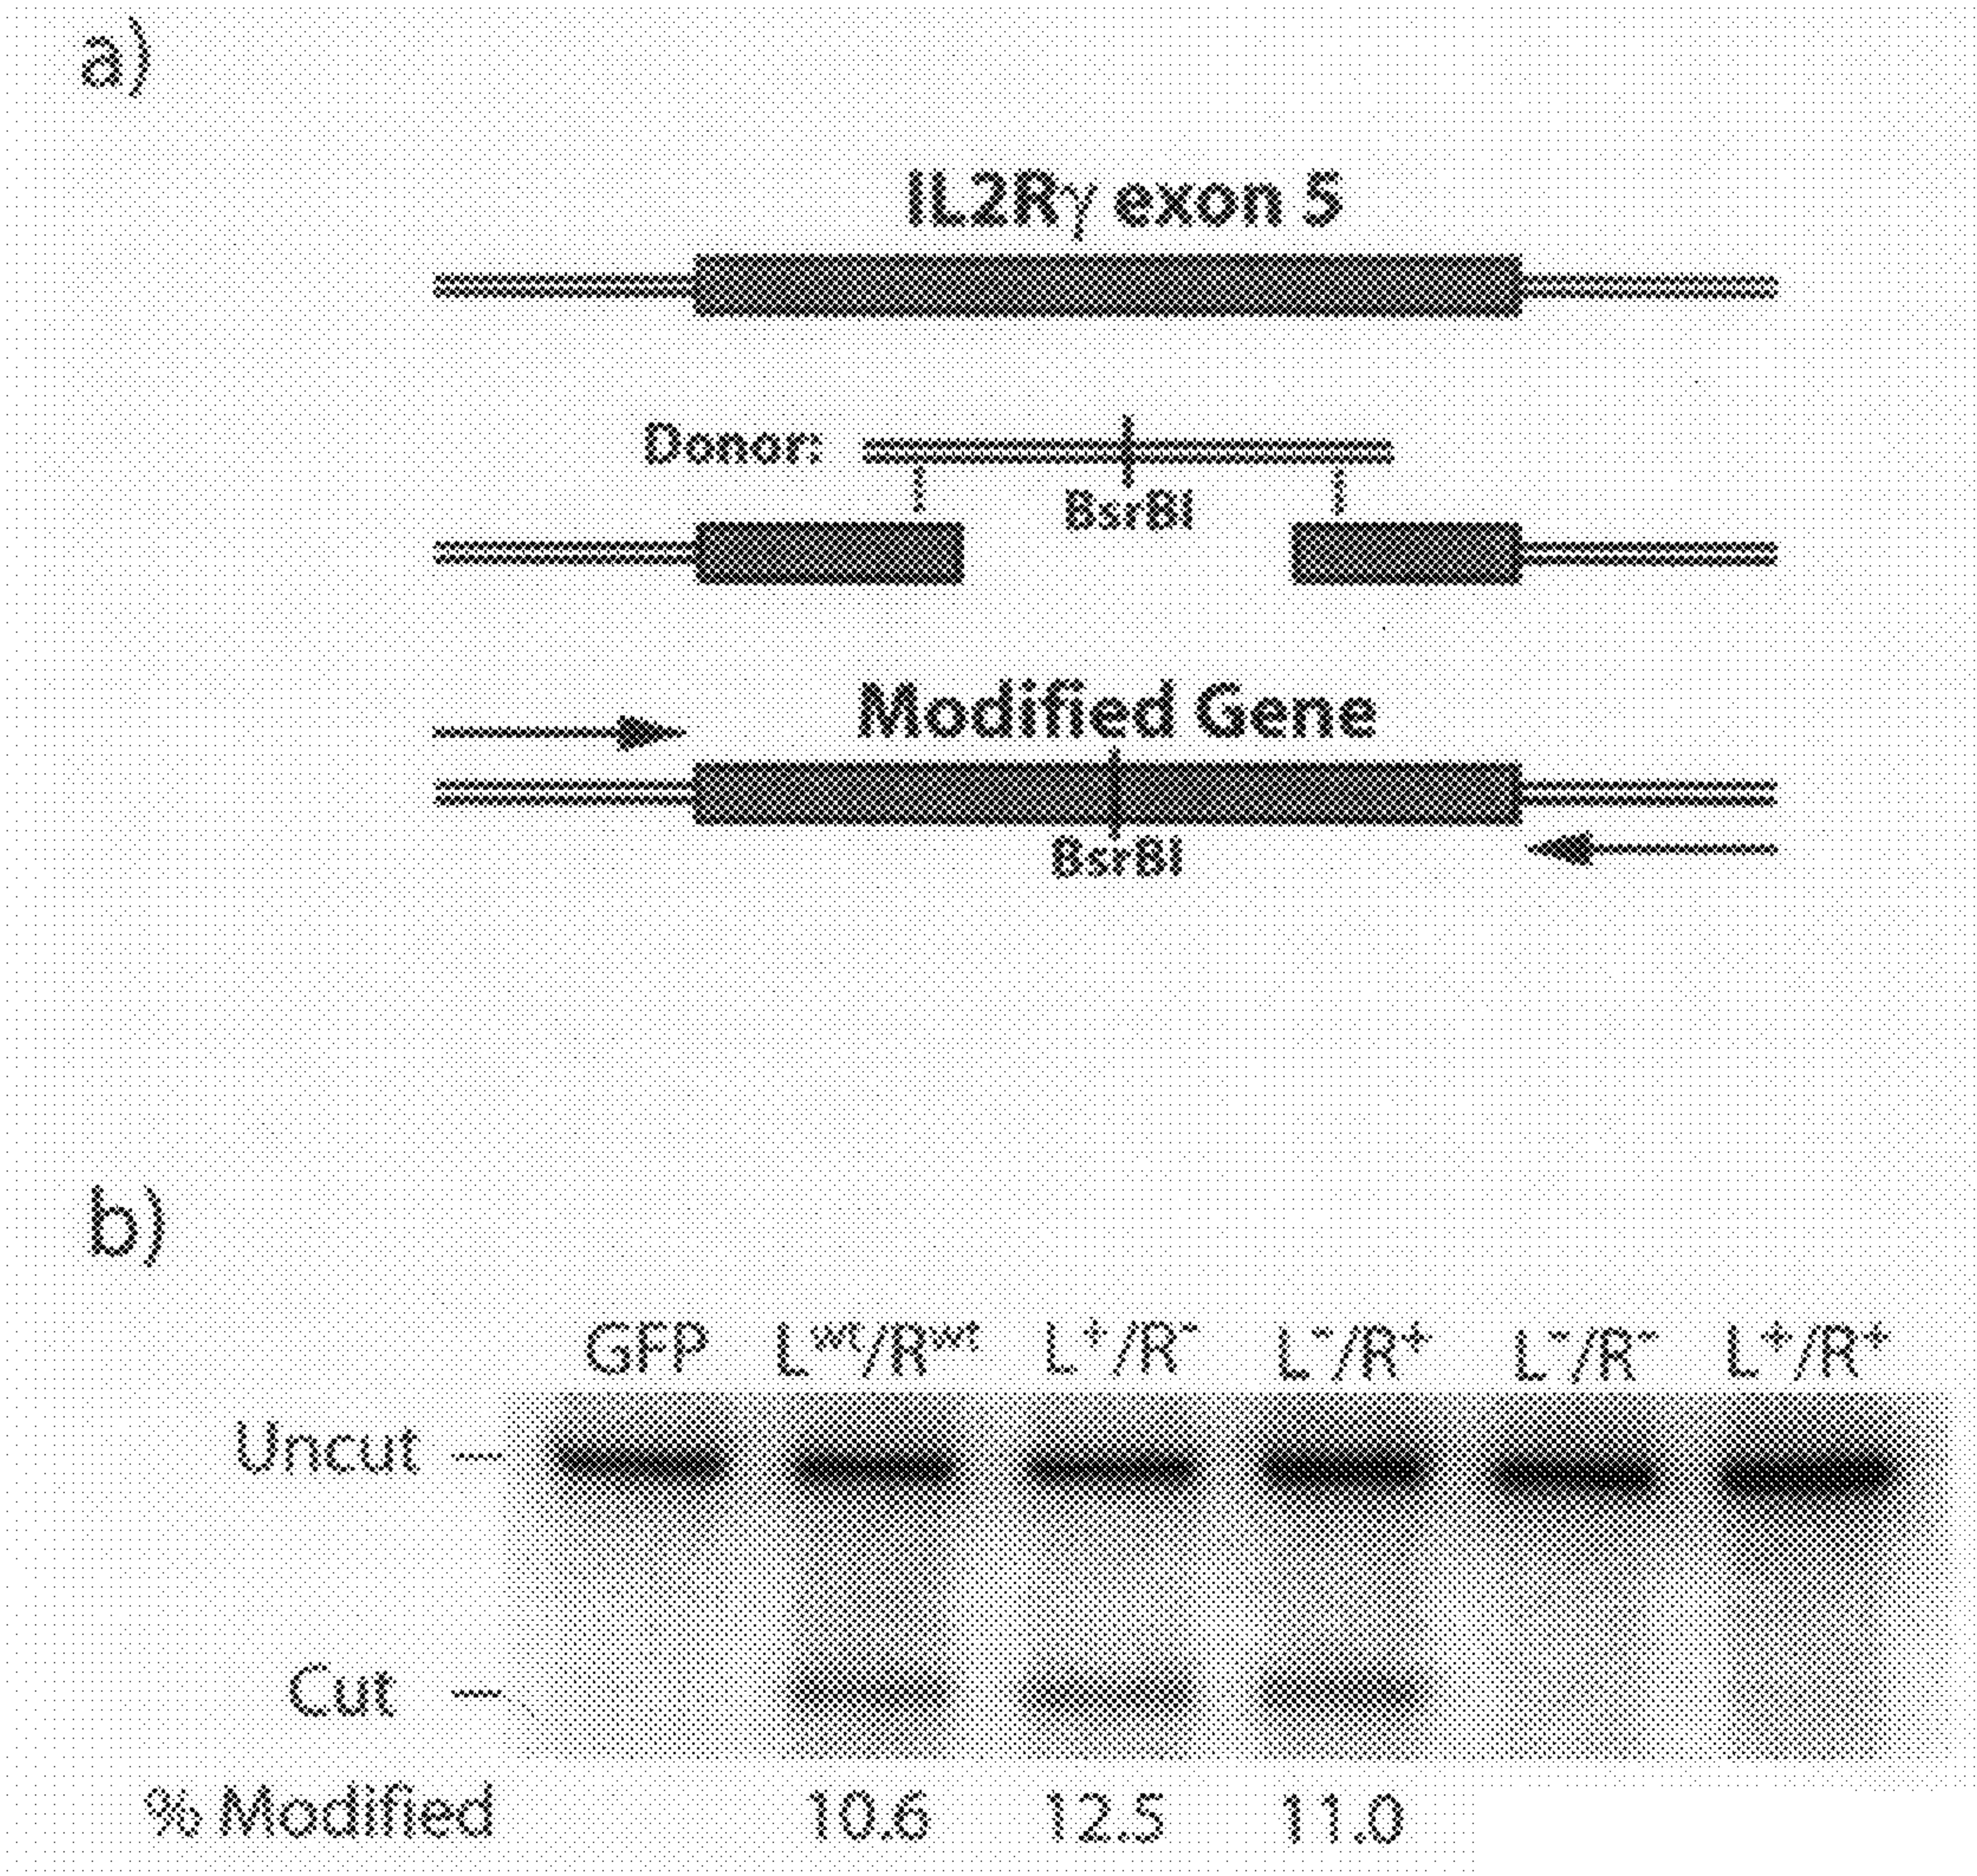 a)
IL2Rγ exon 5
Donor:
BsrBI
Modified Gene
BsrBI
b)
GFP L^wt/R^wt L^+/R^- L^-/R^+ L^-/R^- L^+/R^+
Uncut
Cut
% Modified 10.6 12.5 11.0